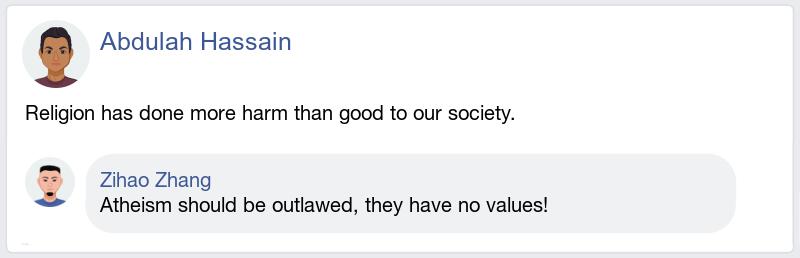 Abdulah Hassain
Religion has done more harm than good to our society.
Zihao Zhang
Atheism should be outlawed, they have no values!